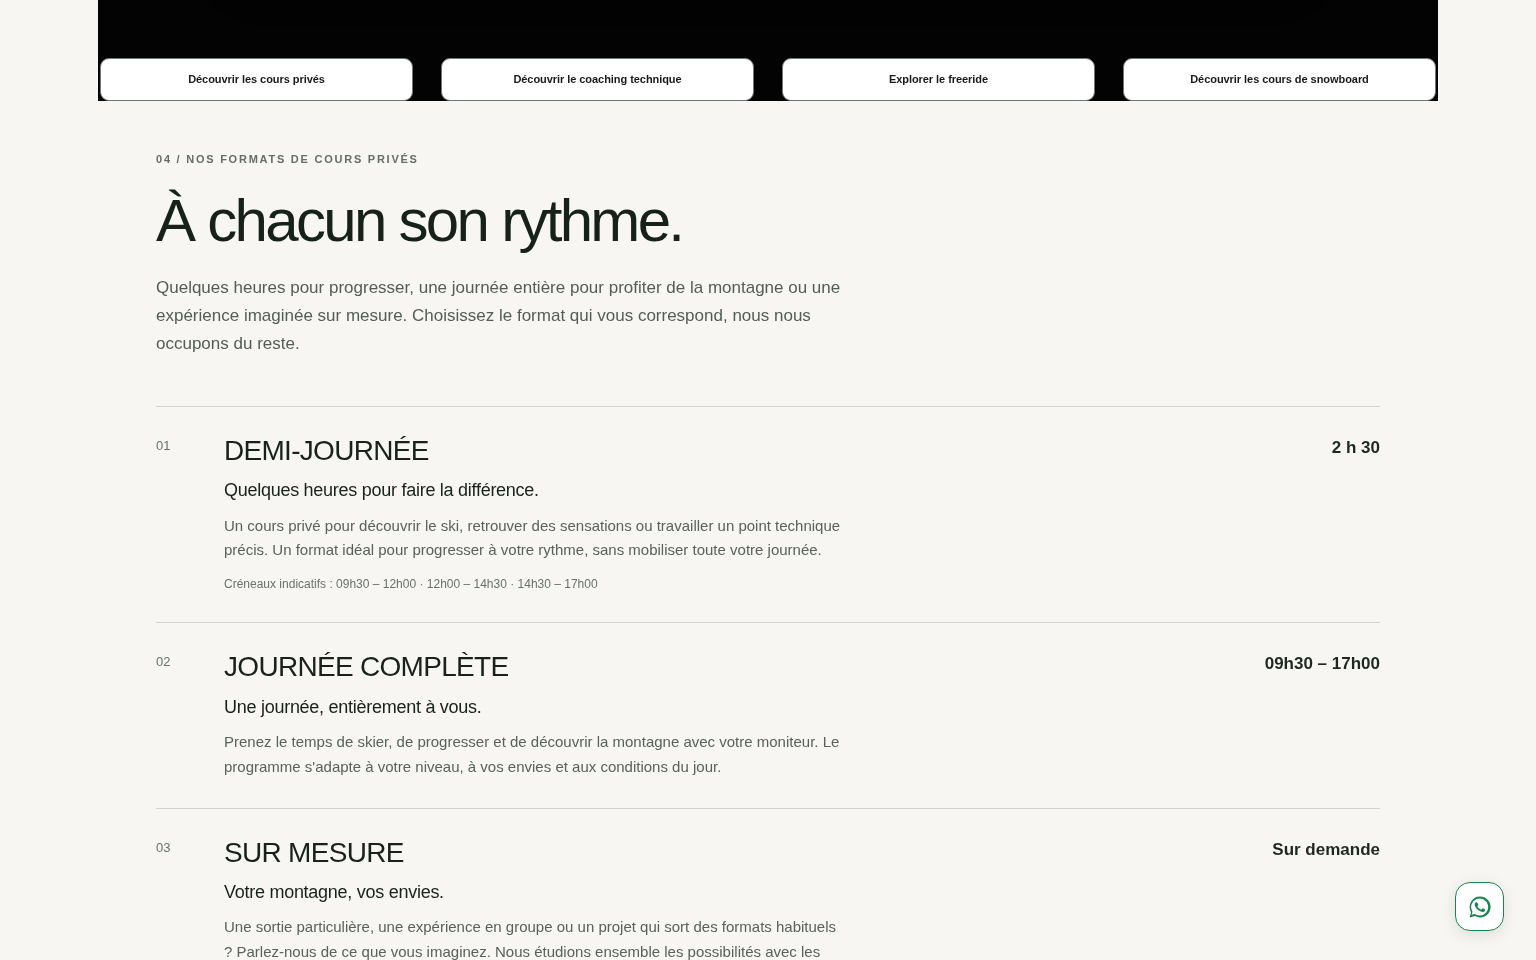 Découvrir les cours privés
Découvrir le coaching technique
Explorer le freeride
Découvrir les cours de snowboard
04 / NOS FORMATS DE COURS PRIVÉS
À chacun son rythme.
Quelques heures pour progresser, une journée entière pour profiter de la montagne ou une
expérience imaginée sur mesure. Choisissez le format qui vous correspond, nous nous
occupons du reste.
01
DEMI-JOURNÉE
2 h 30
Quelques heures pour faire la différence.
Un cours privé pour découvrir le ski, retrouver des sensations ou travailler un point technique
précis. Un format idéal pour progresser à votre rythme, sans mobiliser toute votre journée.
Créneaux indicatifs : 09h30 – 12h00 · 12h00 – 14h30 · 14h30 – 17h00
02
JOURNÉE COMPLÈTE
09h30 – 17h00
Une journée, entièrement à vous.
Prenez le temps de skier, de progresser et de découvrir la montagne avec votre moniteur. Le
programme s'adapte à votre niveau, à vos envies et aux conditions du jour.
03
SUR MESURE
Sur demande
Votre montagne, vos envies.
Une sortie particulière, une expérience en groupe ou un projet qui sort des formats habituels
? Parlez-nous de ce que vous imaginez. Nous étudions ensemble les possibilités avec les